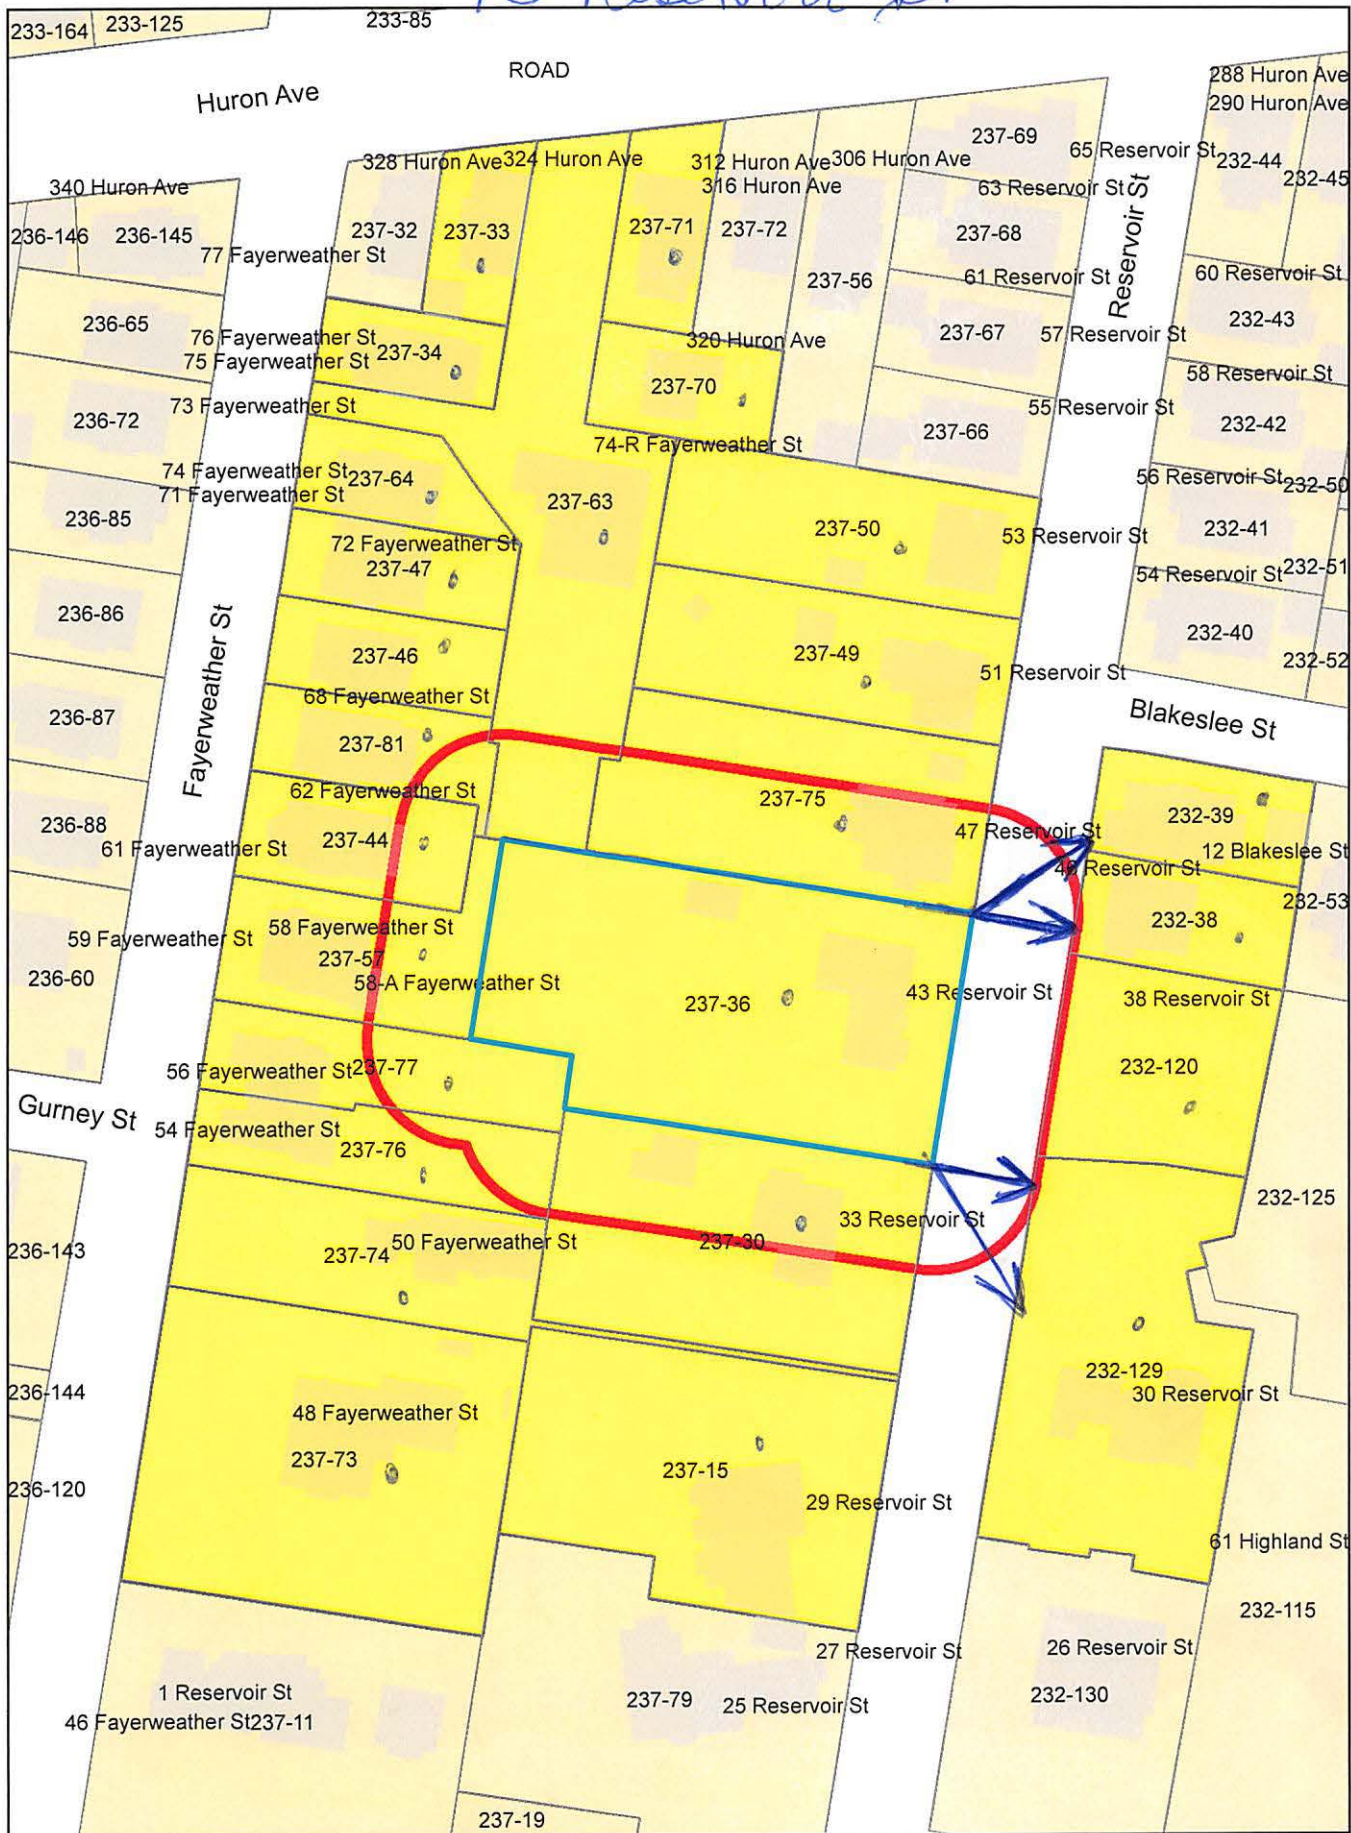 Reservoir St
233-164 233-125 233-85
ROAD
Huron Ave
288 Huron Ave
290 Huron Ave
237-69
65 Reservoir St
232-44
328 Huron Ave 324 Huron Ave 312 Huron Ave 306 Huron Ave
232-45
340 Huron Ave
316 Huron Ave
63 Reservoir St
Reservoir St
236-146 236-145
237-32 237-33 237-71 237-72 237-68
77 Fayerweather St
237-56
61 Reservoir St
60 Reservoir St
236-65
232-43
76 Fayerweather St
320 Huron Ave
237-67
57 Reservoir St
75 Fayerweather St
237-34
58 Reservoir St
237-70
73 Fayerweather St
55 Reservoir St
236-72
237-66
232-42
74-R Fayerweather St
74 Fayerweather St
237-64
56 Reservoir St
232-50
71 Fayerweather St
237-63
236-85
237-50
232-41
53 Reservoir St
72 Fayerweather St
237-47
54 Reservoir St
232-51
236-86
232-40
Fayerweather St
237-46
237-49
232-52
51 Reservoir St
68 Fayerweather St
236-87
Blakeslee St
237-81
62 Fayerweather St
237-75
232-39
236-88
47 Reservoir St
61 Fayerweather St
237-44
12 Blakeslee St
46 Reservoir St
232-53
232-38
58 Fayerweather St
59 Fayerweather St
237-57
236-60
58-A Fayerweather St
43 Reservoir St
38 Reservoir St
237-36
56 Fayerweather St
237-77
232-120
Gurney St
54 Fayerweather St
237-76
232-125
33 Reservoir St
50 Fayerweather St
237-30
236-143
237-74
232-129
236-144
30 Reservoir St
48 Fayerweather St
237-73
237-15
236-120
29 Reservoir St
61 Highland St
232-115
27 Reservoir St
26 Reservoir St
1 Reservoir St
237-79
25 Reservoir St
232-130
46 Fayerweather St 237-11
237-19